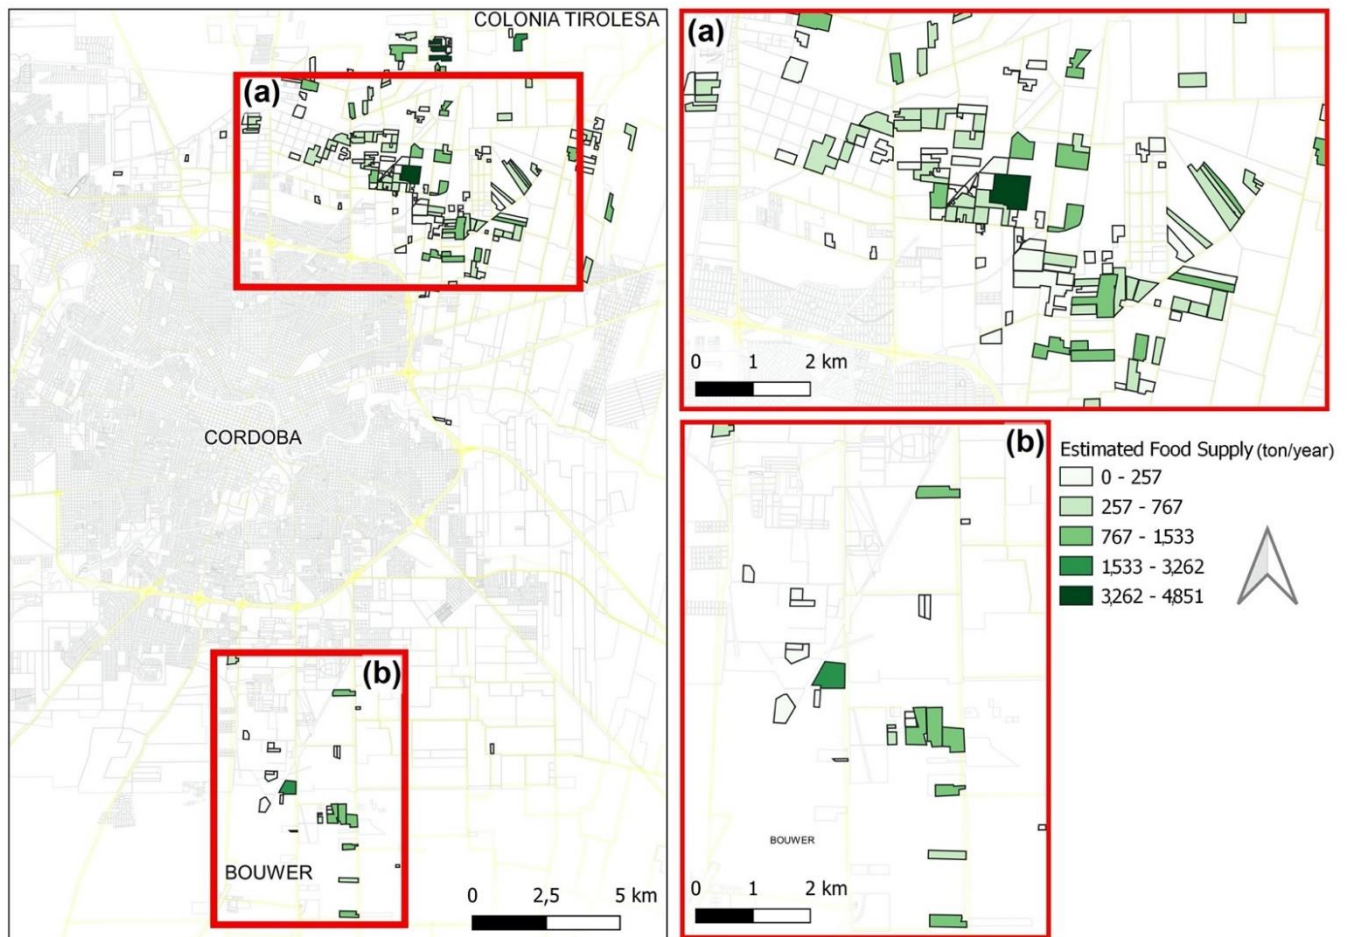 COLONIA TIROLESA
(a)
CORDOBA
(b)
BOUWER
0 2,5 5 km
(a)
0 1 2 km
(b)
BOUWER
0 1 2 km
Estimated Food Supply (ton/year)
0 - 257
257 - 767
767 - 1,533
1,533 - 3,262
3,262 - 4,851